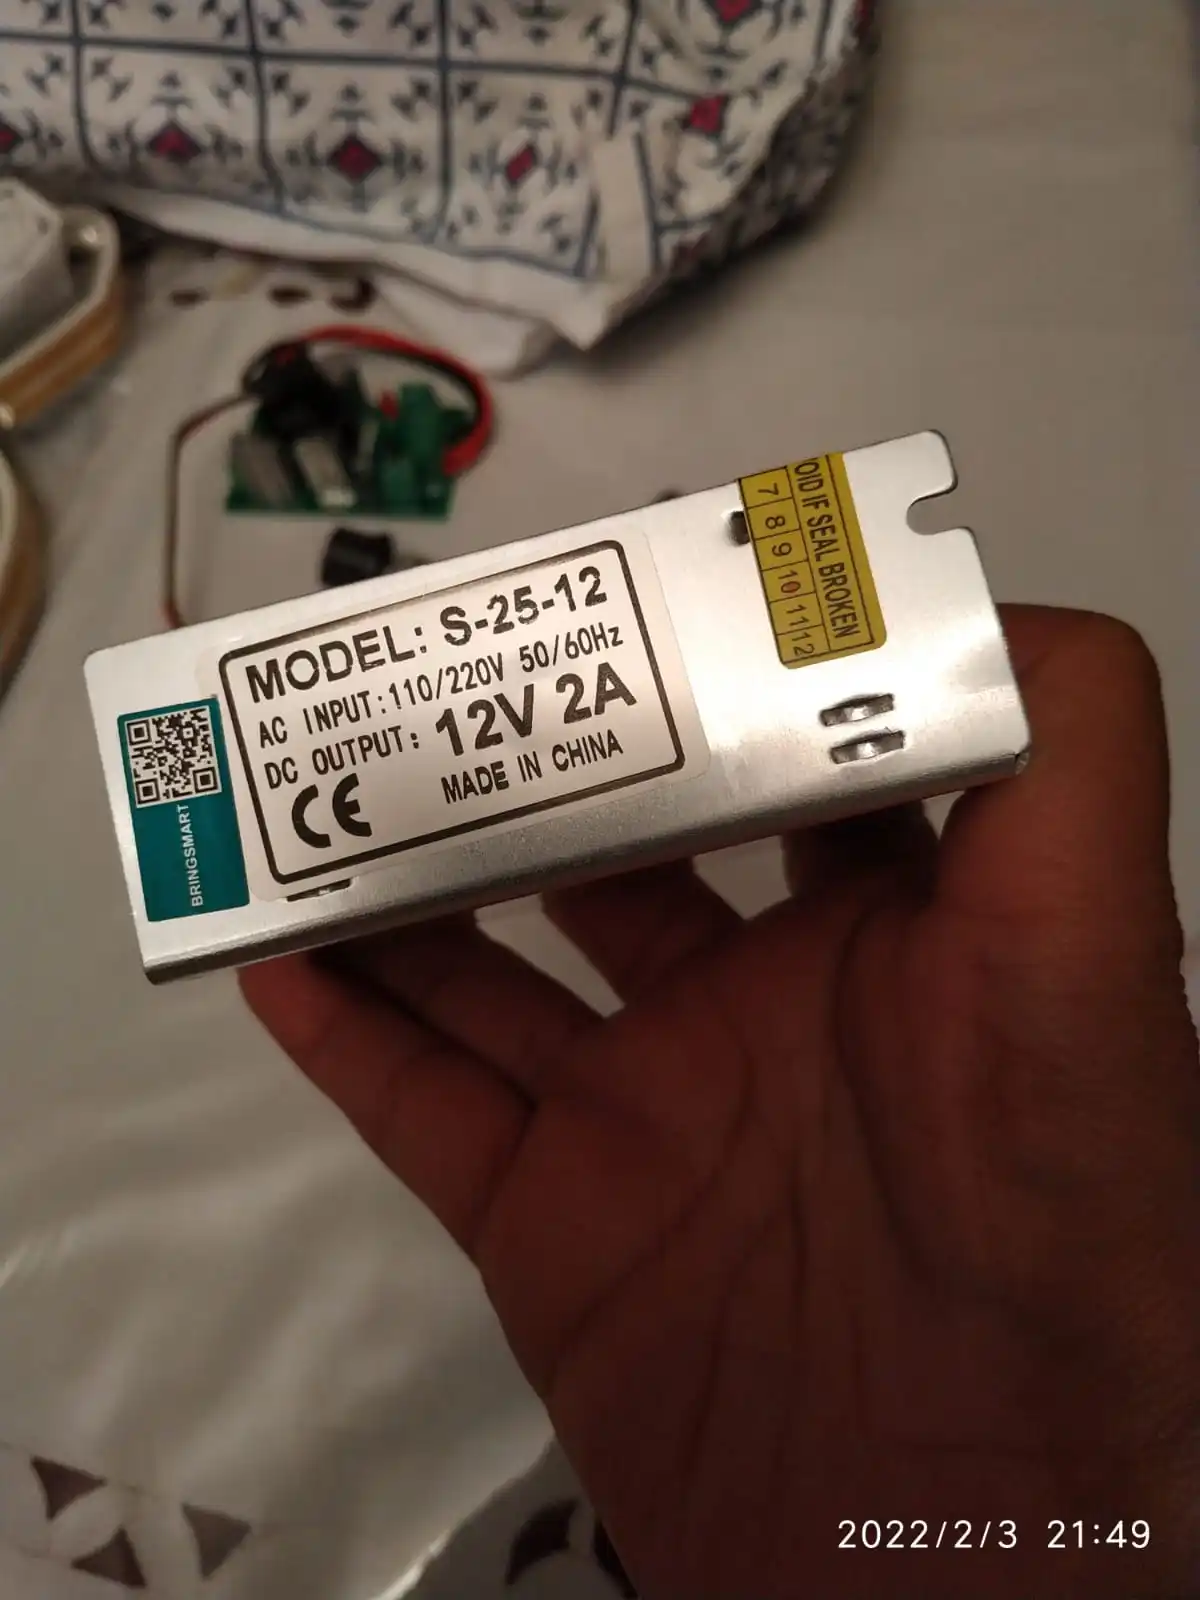 MODEL: S-25-12
AC INPUT:110/220V 50/60Hz
DC OUTPUT: 12V 2A
CE MADE IN CHINA
BRINGSMART
VOID IF SEAL BROKEN
7 8 9 10 11 12
2022/2/3 21:49